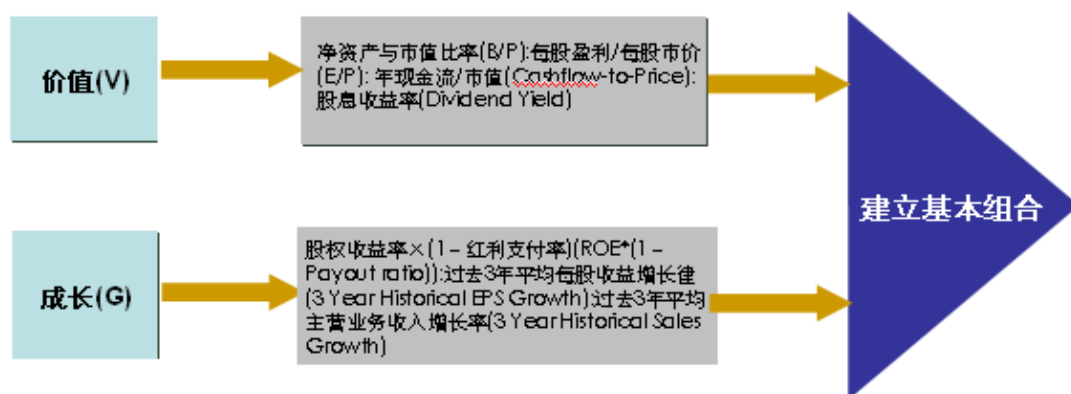 价值(V)
净资产与市值比率(B/P):每股盈利/每股市价
(E/P): 年现金流/市值(Cashflow-to-Price):
股息收益率(Dividend Yield)
建立基本组合
成长(G)
股权收益率×(1 – 红利支付率)(ROE*(1 –
Payout ratio)):过去3年平均每股收益增长律
(3 Year Historical EPS Growth):过去3年平均
主营业务收入增长率(3 Year Historical Sales
Growth)